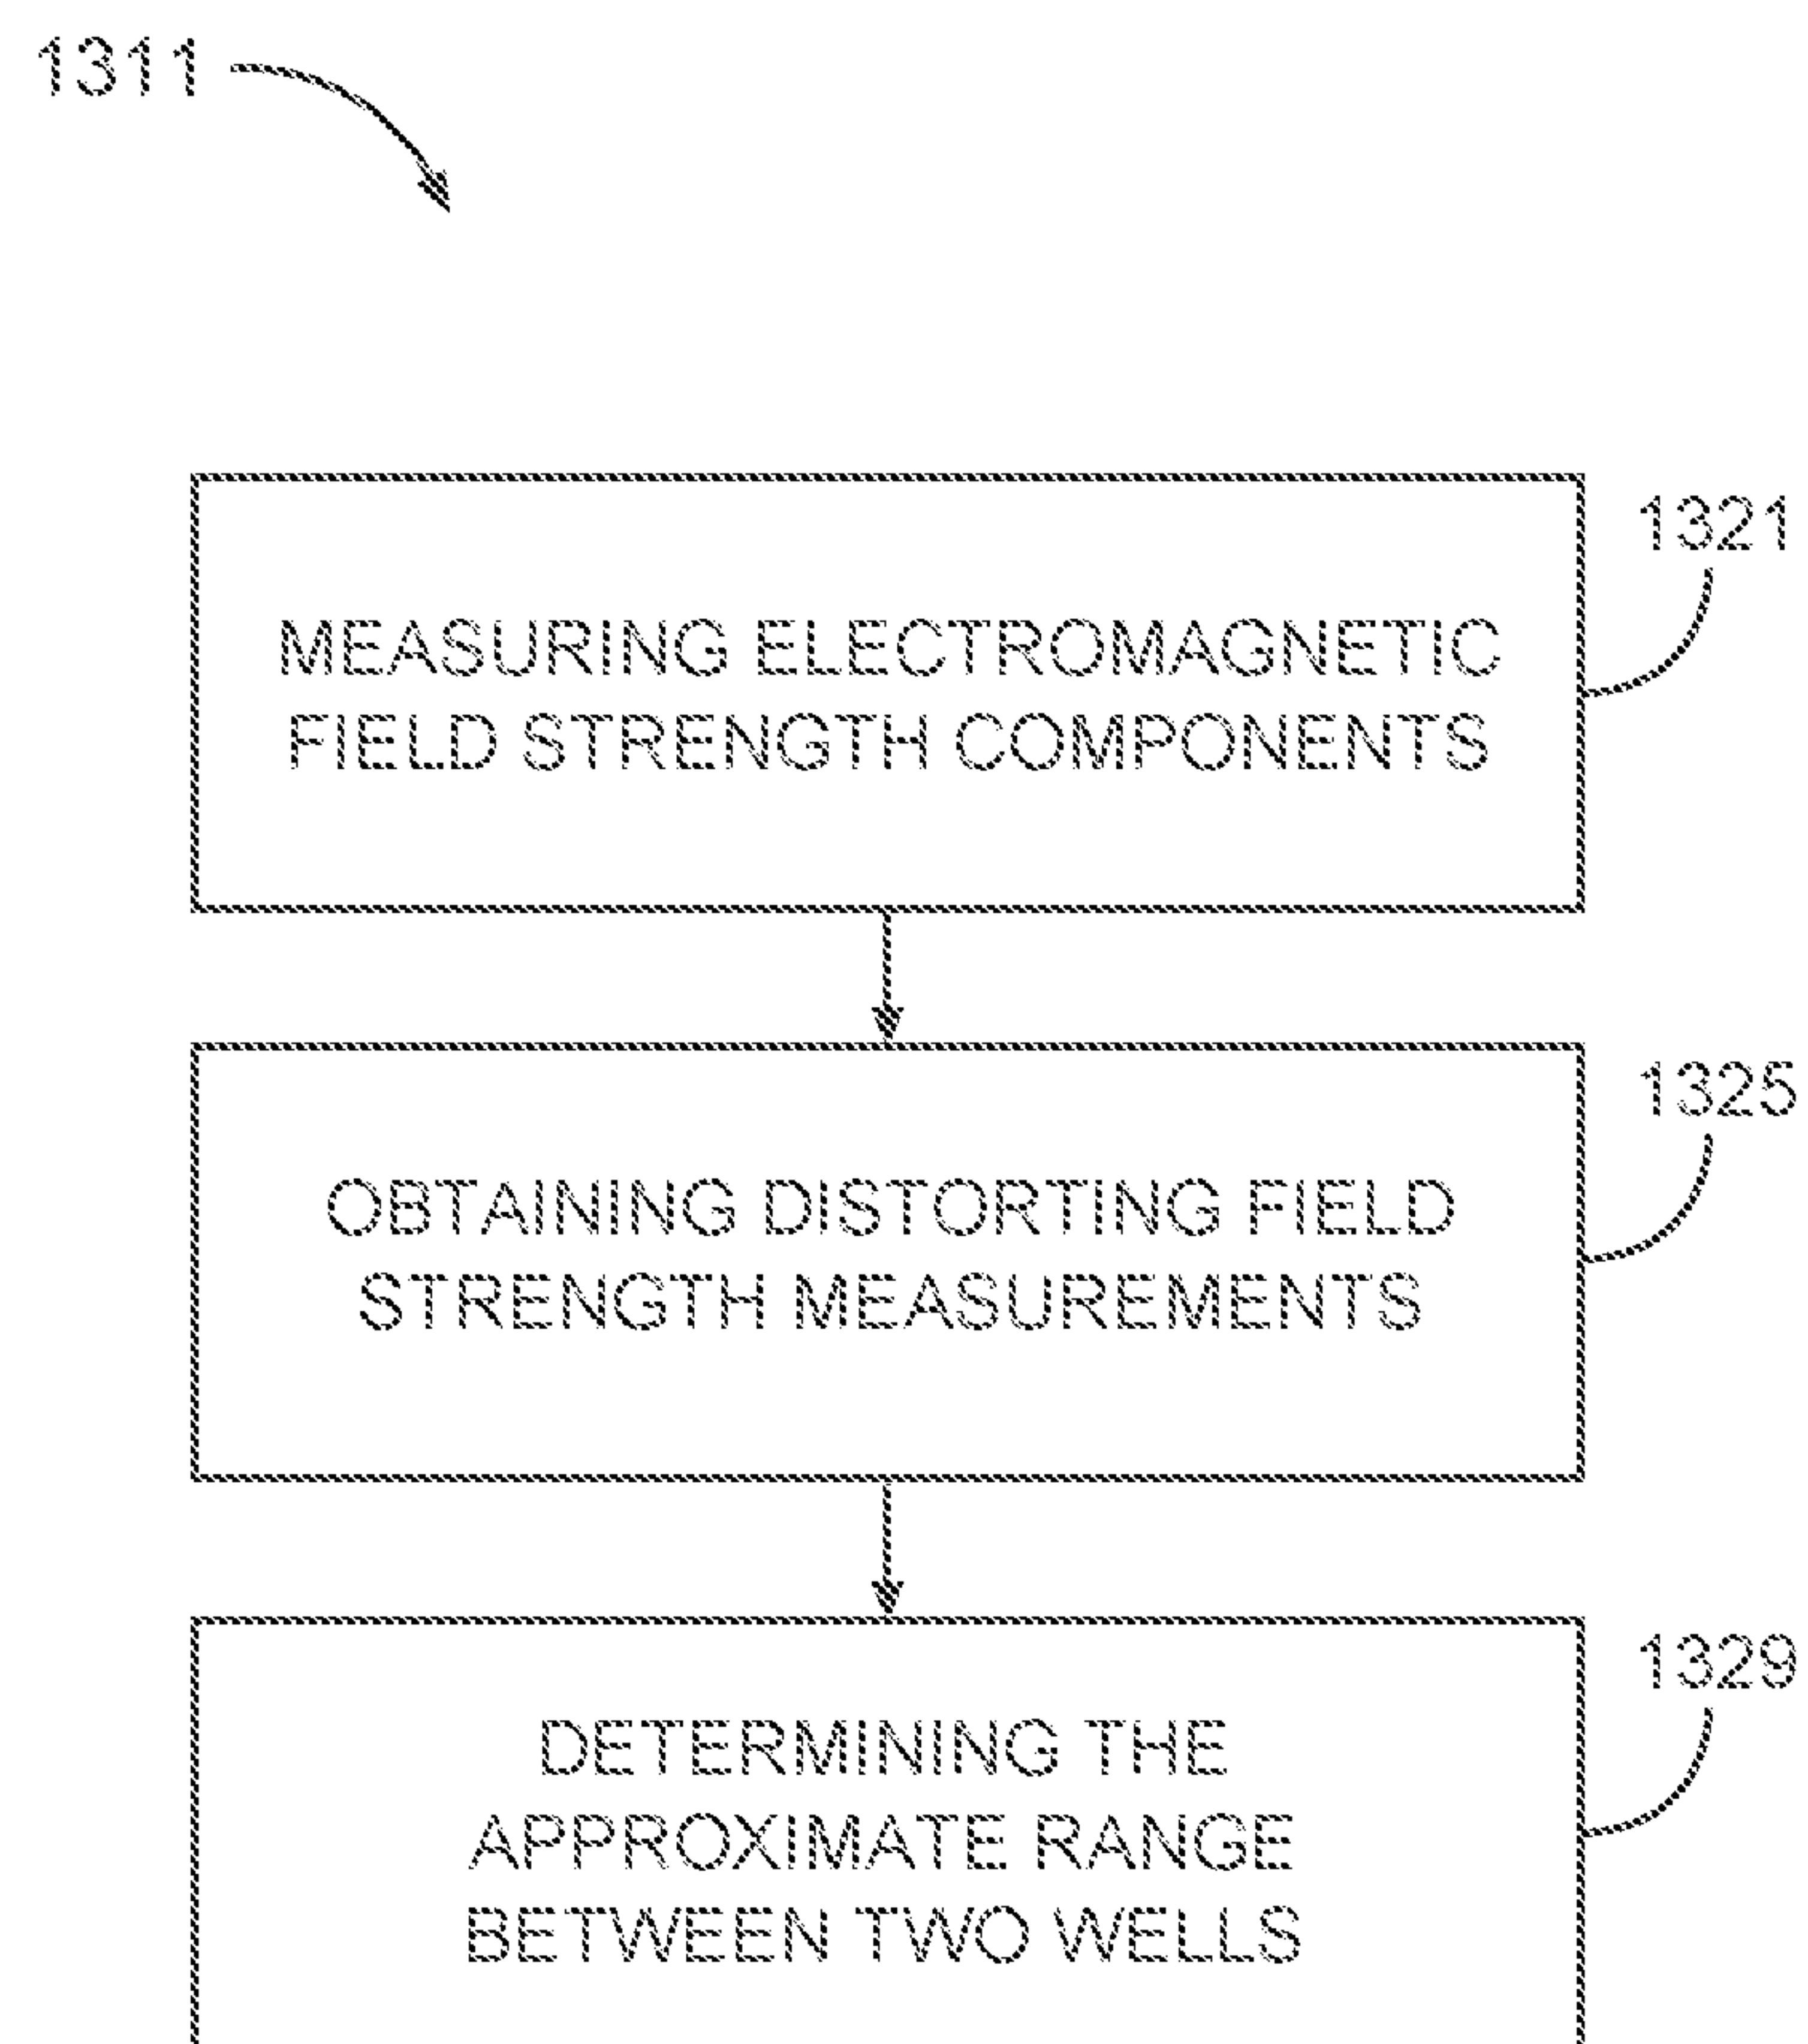 1311
1321
MEASURING ELECTROMAGNETIC
FIELD STRENGTH COMPONENTS
1325
OBTAINING DISTORTING FIELD
STRENGTH MEASUREMENTS
1329
DETERMINING THE
APPROXIMATE RANGE
BETWEEN TWO WELLS